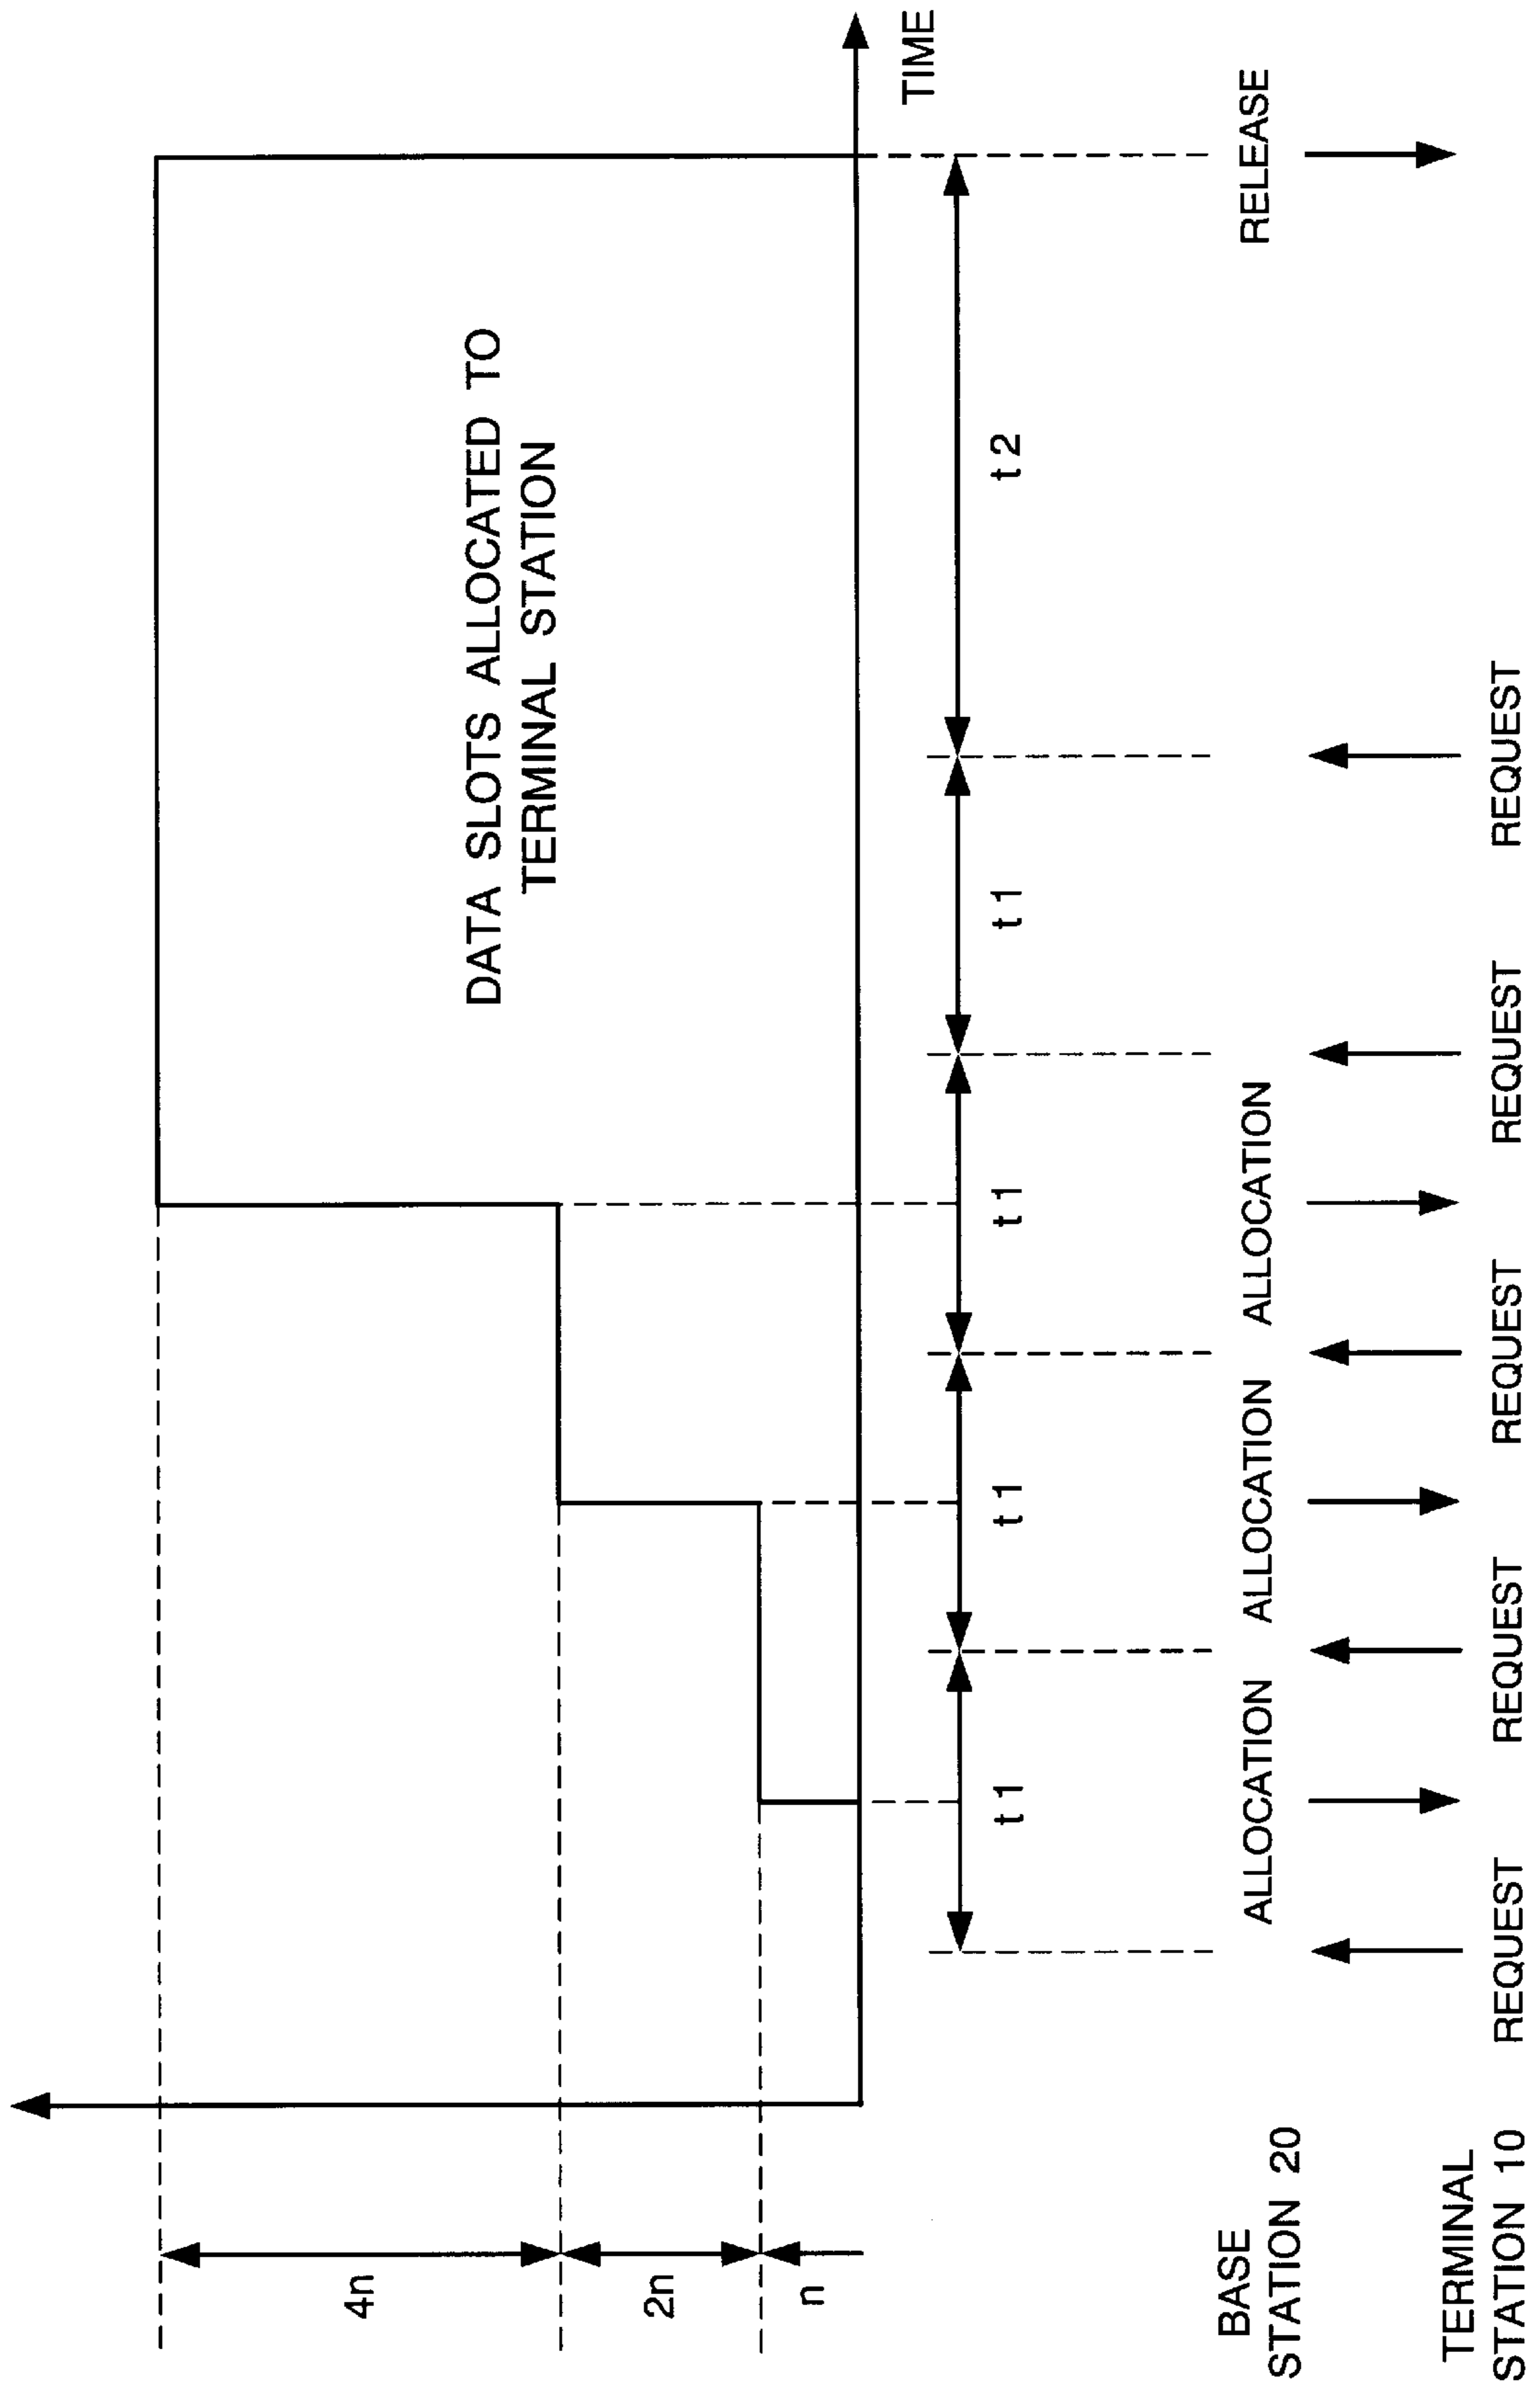 DATA SLOTS ALLOCATED TO
TERMINAL STATION
4n
2n
n
TIME
t1
t1
t1
t1
t2
BASE
STATION 20
ALLOCATION
ALLOCATION
ALLOCATION
RELEASE
TERMINAL
STATION 10
REQUEST
REQUEST
REQUEST
REQUEST
REQUEST